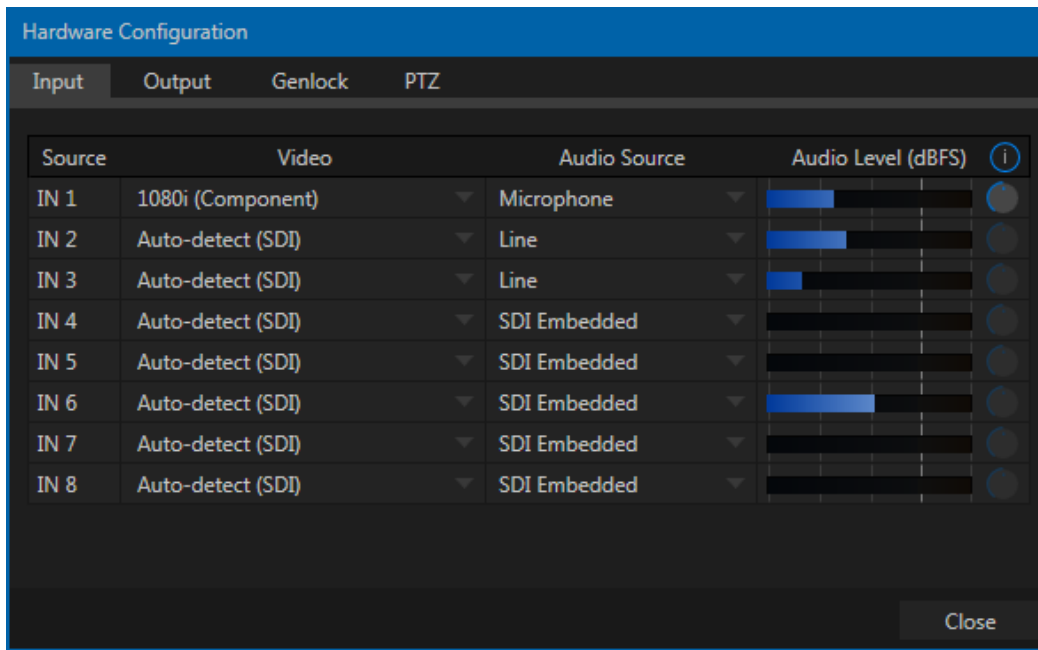 Hardware Configuration
Input Output Genlock PTZ
Source Video Audio Source Audio Level (dBFS) i
IN 1 1080i (Component) Microphone
IN 2 Auto-detect (SDI) Line
IN 3 Auto-detect (SDI) Line
IN 4 Auto-detect (SDI) SDI Embedded
IN 5 Auto-detect (SDI) SDI Embedded
IN 6 Auto-detect (SDI) SDI Embedded
IN 7 Auto-detect (SDI) SDI Embedded
IN 8 Auto-detect (SDI) SDI Embedded
Close